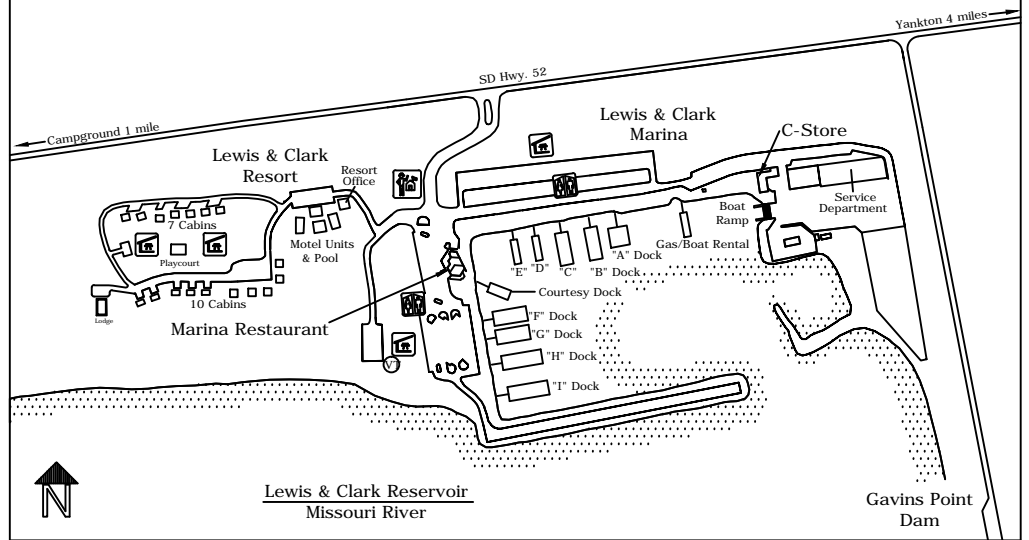 Yankton 4 miles
SD Hwy. 52
Campground 1 mile
Lewis & Clark
Marina
C-Store
Lewis & Clark
Resort
Resort
Office
Boat
Ramp
Service
Department
7 Cabins
Motel Units
& Pool
Gas/Boat Rental
"A" Dock
"E"
"D"
"C"
"B" Dock
Playcourt
Courtesy Dock
10 Cabins
Lodge
Marina Restaurant
"F" Dock
"G" Dock
"H" Dock
VT
"I" Dock
N
Lewis & Clark Reservoir
Missouri River
Gavins Point
Dam